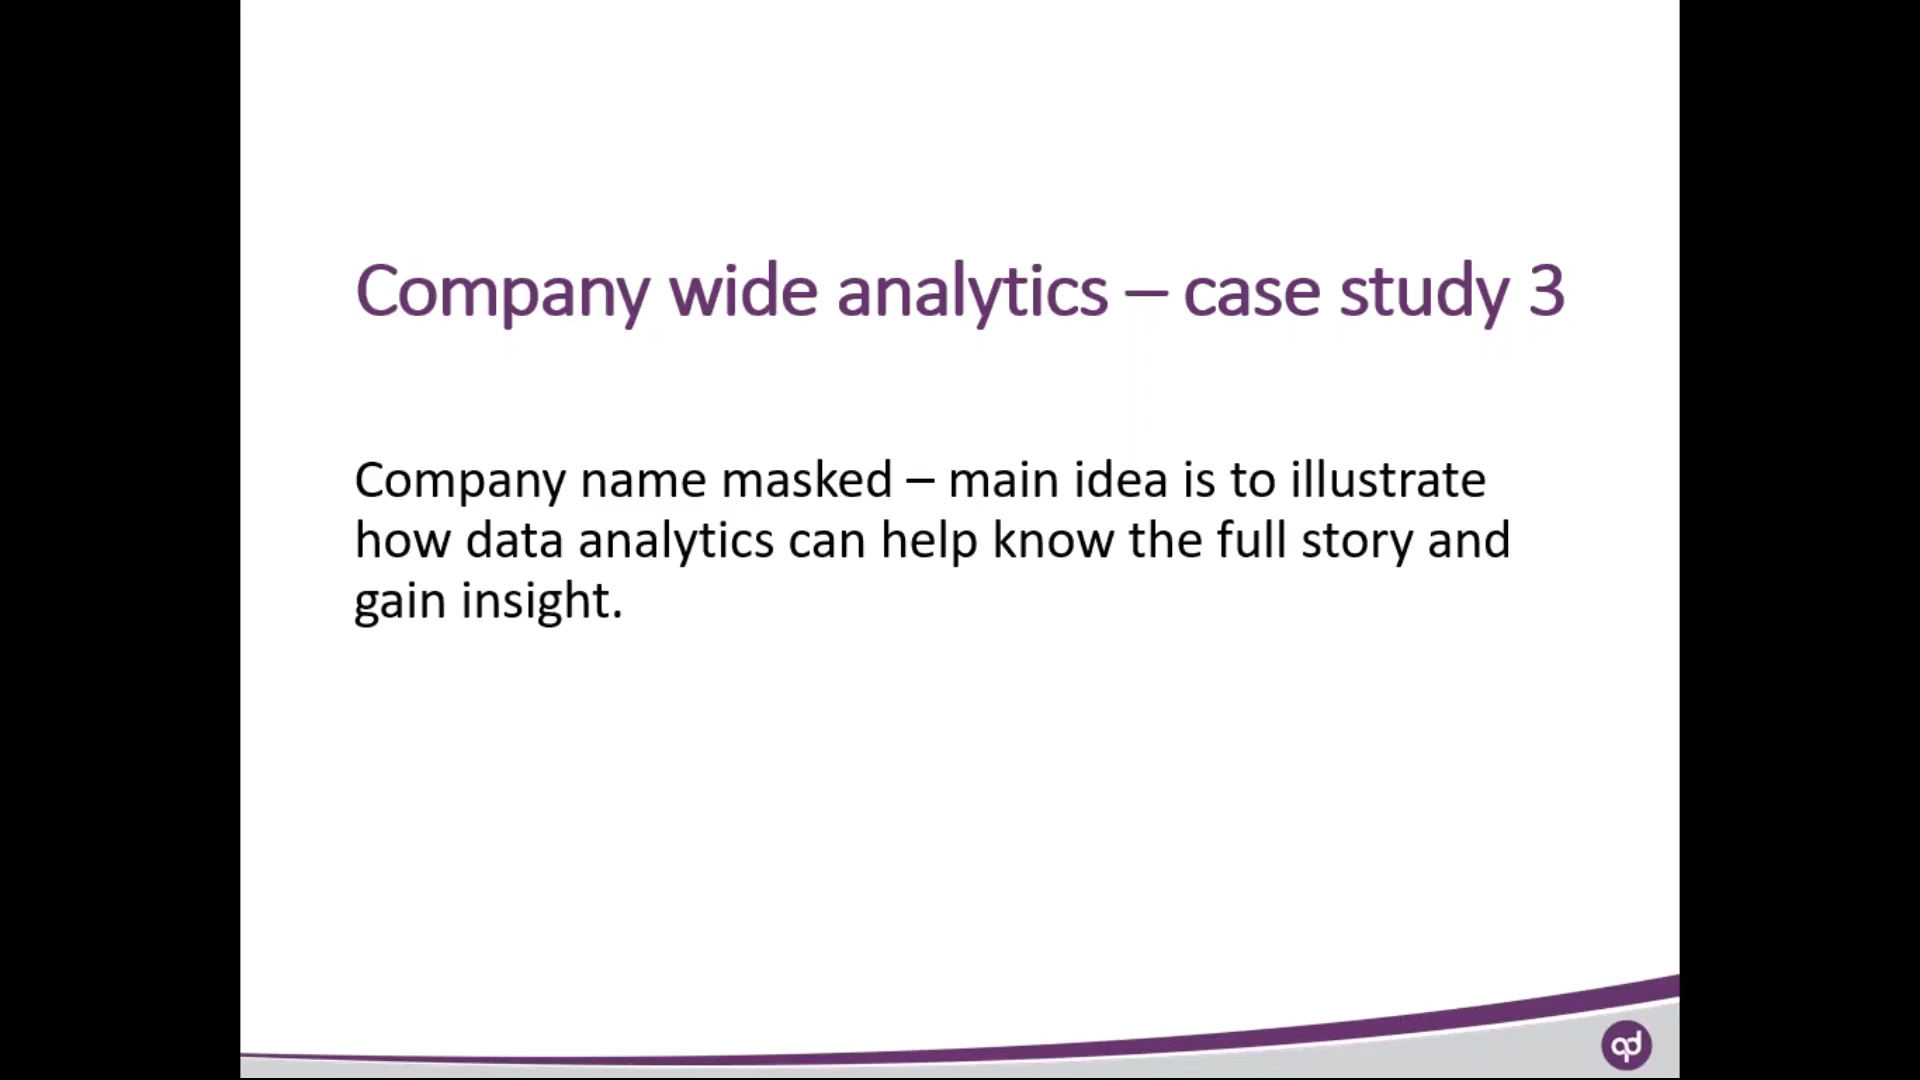 Company wide analytics – case study 3
Company name masked – main idea is to illustrate
how data analytics can help know the full story and
gain insight.